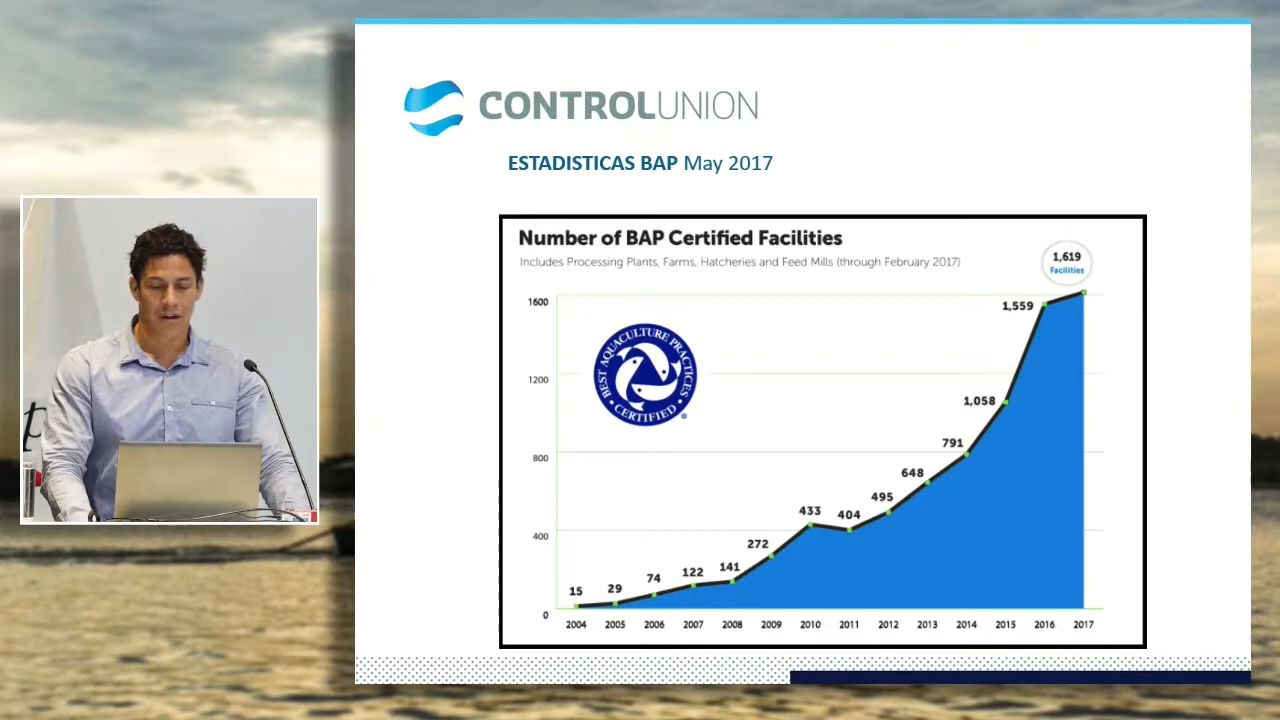 CONTROLUNION
ESTADISTICAS BAP May 2017
Number of BAP Certified Facilities
Includes Processing Plants, Farms, Hatcheries and Feed Mills (through February 2017)
1,619
Facilities
1600
1200
800
400
0
BEST AQUACULTURE PRACTICES
• CERTIFIED •
®
15
29
74
122
141
272
433
404
495
648
791
1,058
1,559
2004 2005 2006 2007 2008 2009 2010 2011 2012 2013 2014 2015 2016 2017